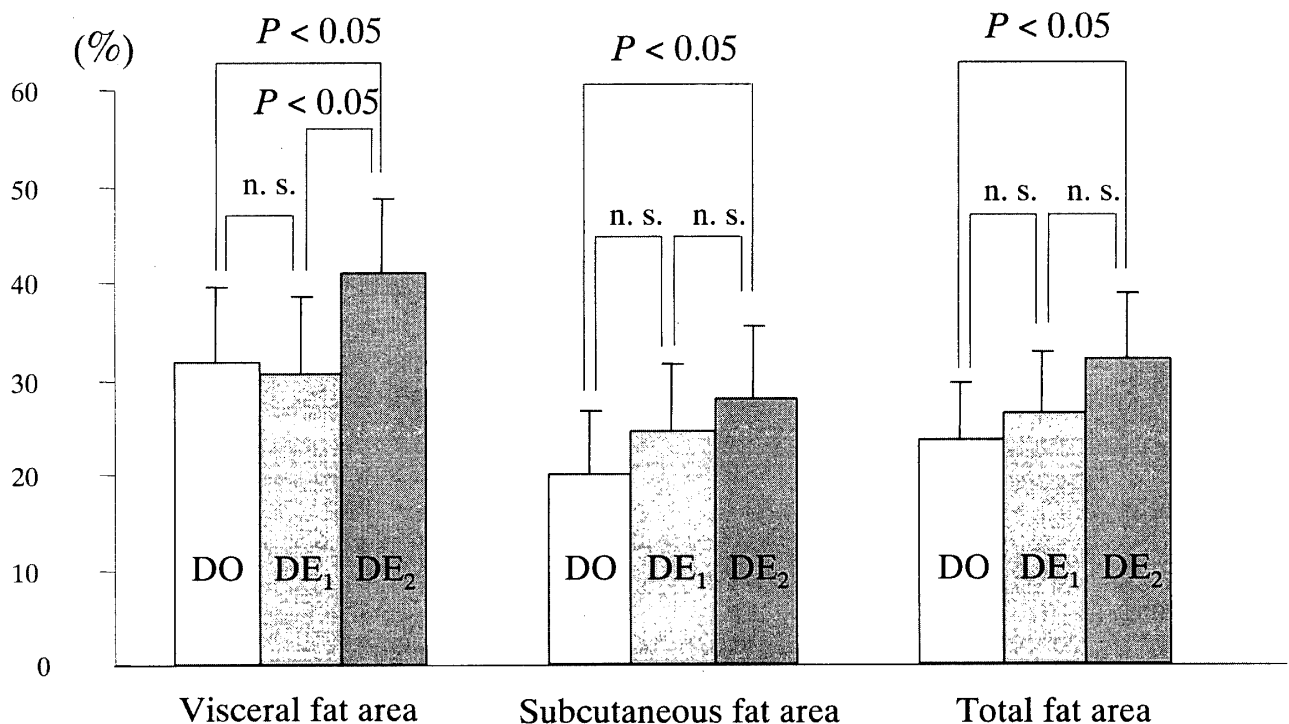 (%)
P < 0.05
P < 0.05
P < 0.05
P < 0.05
n. s.
n. s.
n. s.
n. s.
n. s.
60
50
40
30
20
10
0
DO
DE₁
DE₂
DO
DE₁
DE₂
DO
DE₁
DE₂
Visceral fat area
Subcutaneous fat area
Total fat area